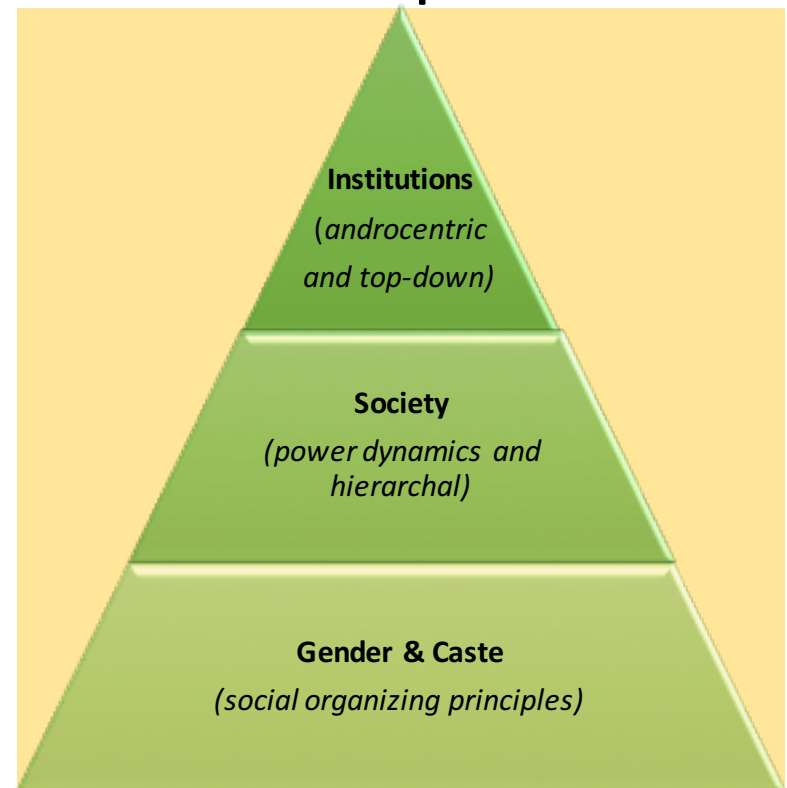 Institutions
(androcentric
and top-down)
Society
(power dynamics and
hierarchal)
Gender & Caste
(social organizing principles)